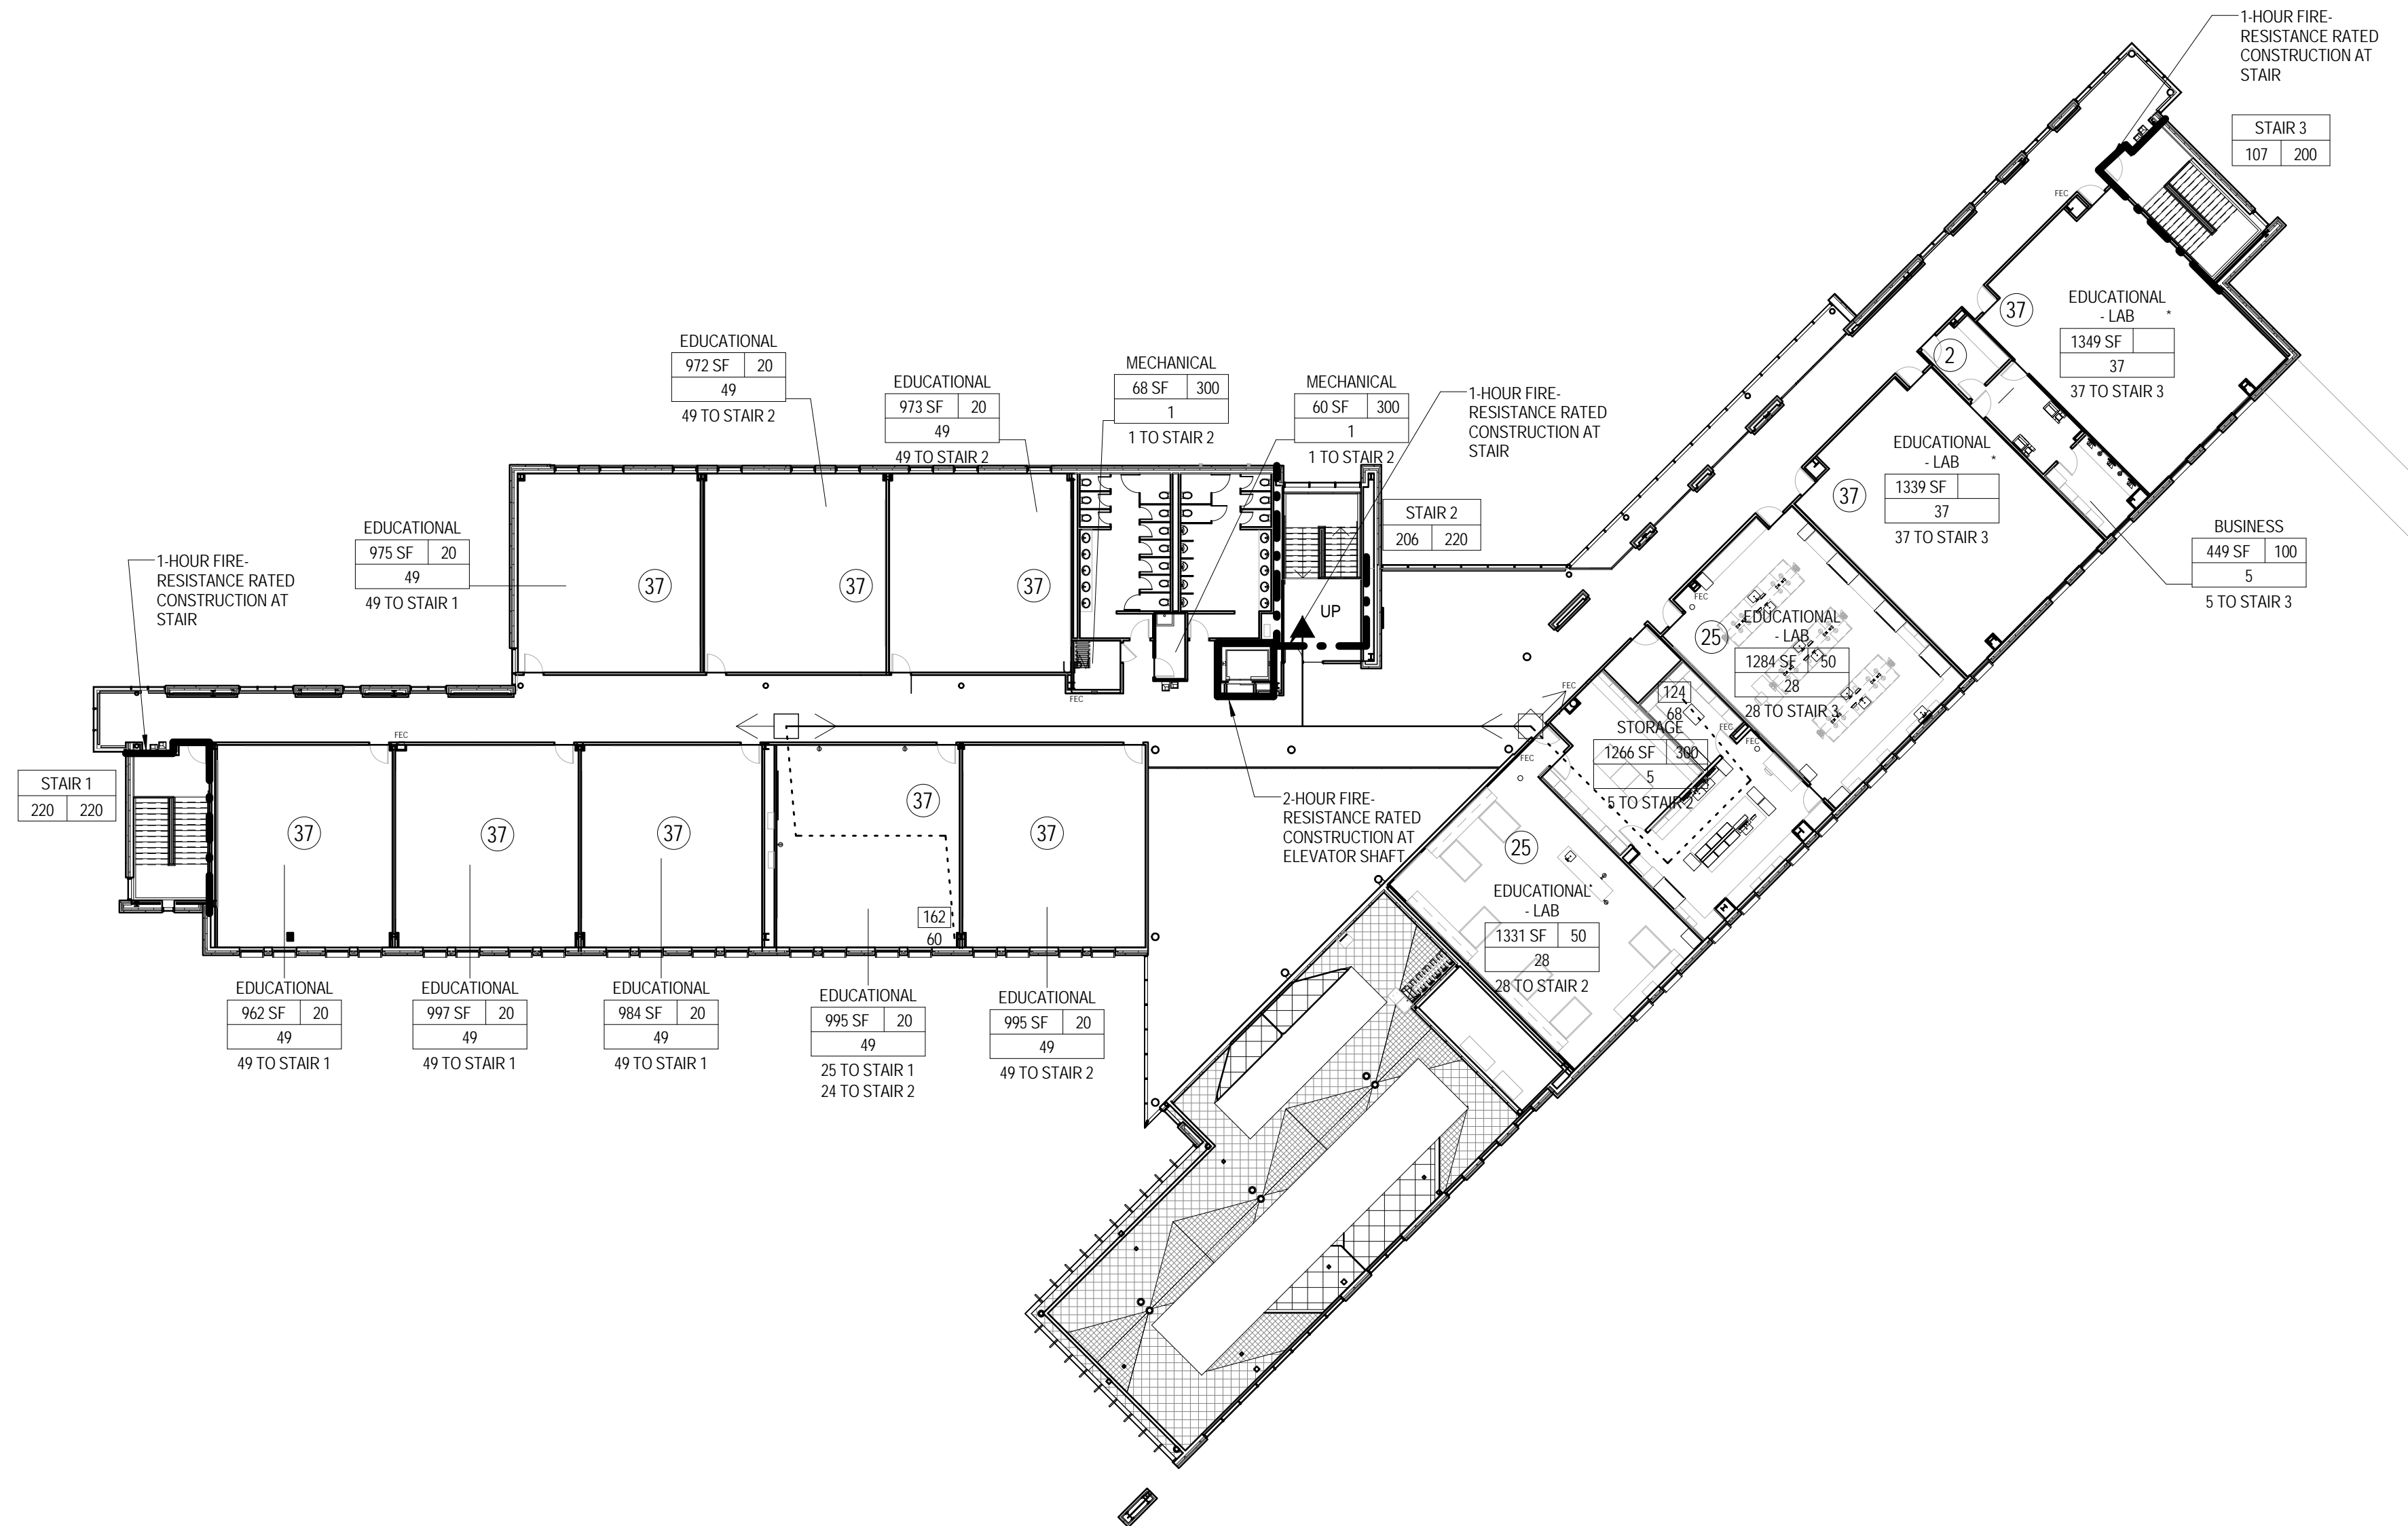 1-HOUR FIRE-
RESISTANCE RATED
CONSTRUCTION AT
STAIR
STAIR 3
107 200
FEC
EDUCATIONAL
- LAB *
1349 SF
37
37 TO STAIR 3
37
2
EDUCATIONAL
972 SF 20
49
49 TO STAIR 2
EDUCATIONAL
973 SF 20
49
49 TO STAIR 2
MECHANICAL
68 SF 300
1
1 TO STAIR 2
MECHANICAL
60 SF 300
1
1 TO STAIR 2
1-HOUR FIRE-
RESISTANCE RATED
CONSTRUCTION AT
STAIR
EDUCATIONAL
- LAB *
1339 SF
37
37 TO STAIR 3
37
STAIR 2
206 220
BUSINESS
449 SF 100
5
5 TO STAIR 3
EDUCATIONAL
975 SF 20
49
49 TO STAIR 1
1-HOUR FIRE-
RESISTANCE RATED
CONSTRUCTION AT
STAIR
37
37
37
UP
FEC
25
EDUCATIONAL
- LAB
1284 SF 50
28
28 TO STAIR 3
FEC
FEC
124
68
STORAGE
1266 SF 300
5
5 TO STAIR 2
FEC
FEC
FEC
FEC
STAIR 1
220 220
37
37
37
37
37
2-HOUR FIRE-
RESISTANCE RATED
CONSTRUCTION AT
ELEVATOR SHAFT
25
EDUCATIONAL*
- LAB
1331 SF 50
28
28 TO STAIR 2
162
60
EDUCATIONAL
962 SF 20
49
49 TO STAIR 1
EDUCATIONAL
997 SF 20
49
49 TO STAIR 1
EDUCATIONAL
984 SF 20
49
49 TO STAIR 1
EDUCATIONAL
995 SF 20
49
25 TO STAIR 1
24 TO STAIR 2
EDUCATIONAL
995 SF 20
49
49 TO STAIR 2